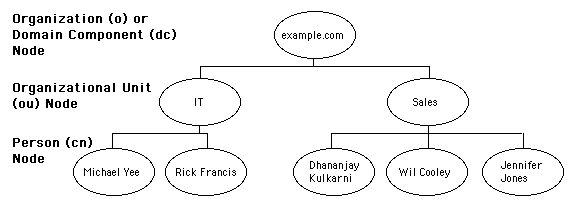 Organization (o) or
Domain Component (dc)
Node
example.com
Organizational Unit
(ou) Node
IT
Sales
Person (cn)
Node
Michael Yee
Rick Francis
Dhananjay
Kulkarni
Wil Cooley
Jennifer
Jones